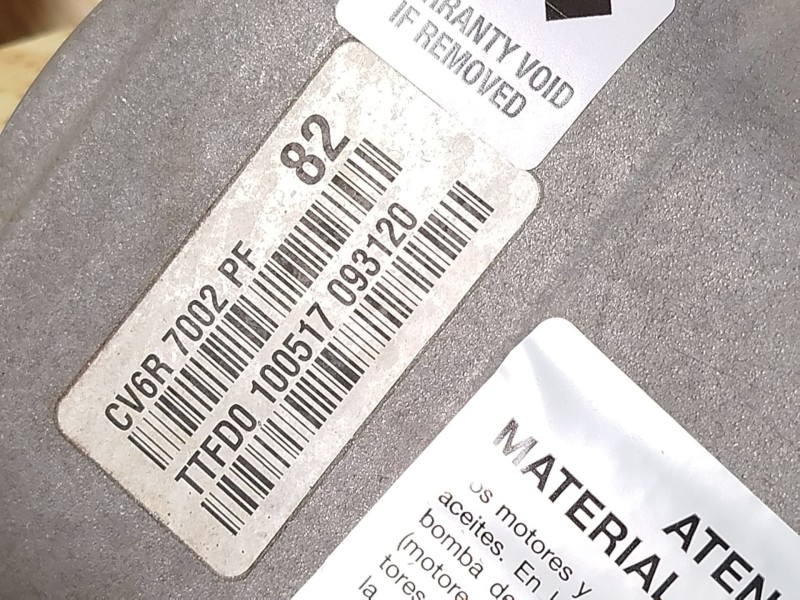 WARRANTY VOID
IF REMOVED
82
CV6R 7002 PF
TTFD0 100517 093120
ATEN
MATERIAL
os motores y
aceites. En
bomba de
(motore
tores
la